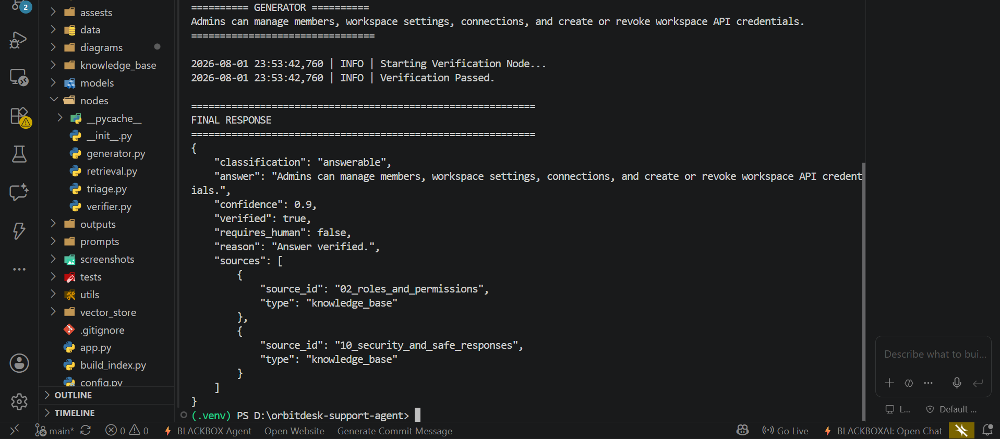 2
assests
data
diagrams
knowledge_base
models
nodes
__pycache__
__init__.py
generator.py
retrieval.py
triage.py
verifier.py
outputs
prompts
screenshots
tests
utils
vector_store
.gitignore
app.py
build_index.py
config.py
OUTLINE
TIMELINE
========== GENERATOR ==========
Admins can manage members, workspace settings, connections, and create or revoke workspace API credentials.
================================
2026-08-01 23:53:42,760 | INFO | Starting Verification Node...
2026-08-01 23:53:42,760 | INFO | Verification Passed.
============================================================
FINAL RESPONSE
============================================================
{
"classification": "answerable",
"answer": "Admins can manage members, workspace settings, connections, and create or revoke workspace API credent
ials.",
"confidence": 0.9,
"verified": true,
"requires_human": false,
"reason": "Answer verified.",
"sources": [
{
"source_id": "02_roles_and_permissions",
"type": "knowledge_base"
},
{
"source_id": "10_security_and_safe_responses",
"type": "knowledge_base"
}
]
}
(.venv) PS D:\orbitdesk-support-agent>
Describe what to bui...
L...
Default ...
main*
0
0
BLACKBOX Agent
Open Website
Generate Commit Message
Go Live
BLACKBOXAI: Open Chat